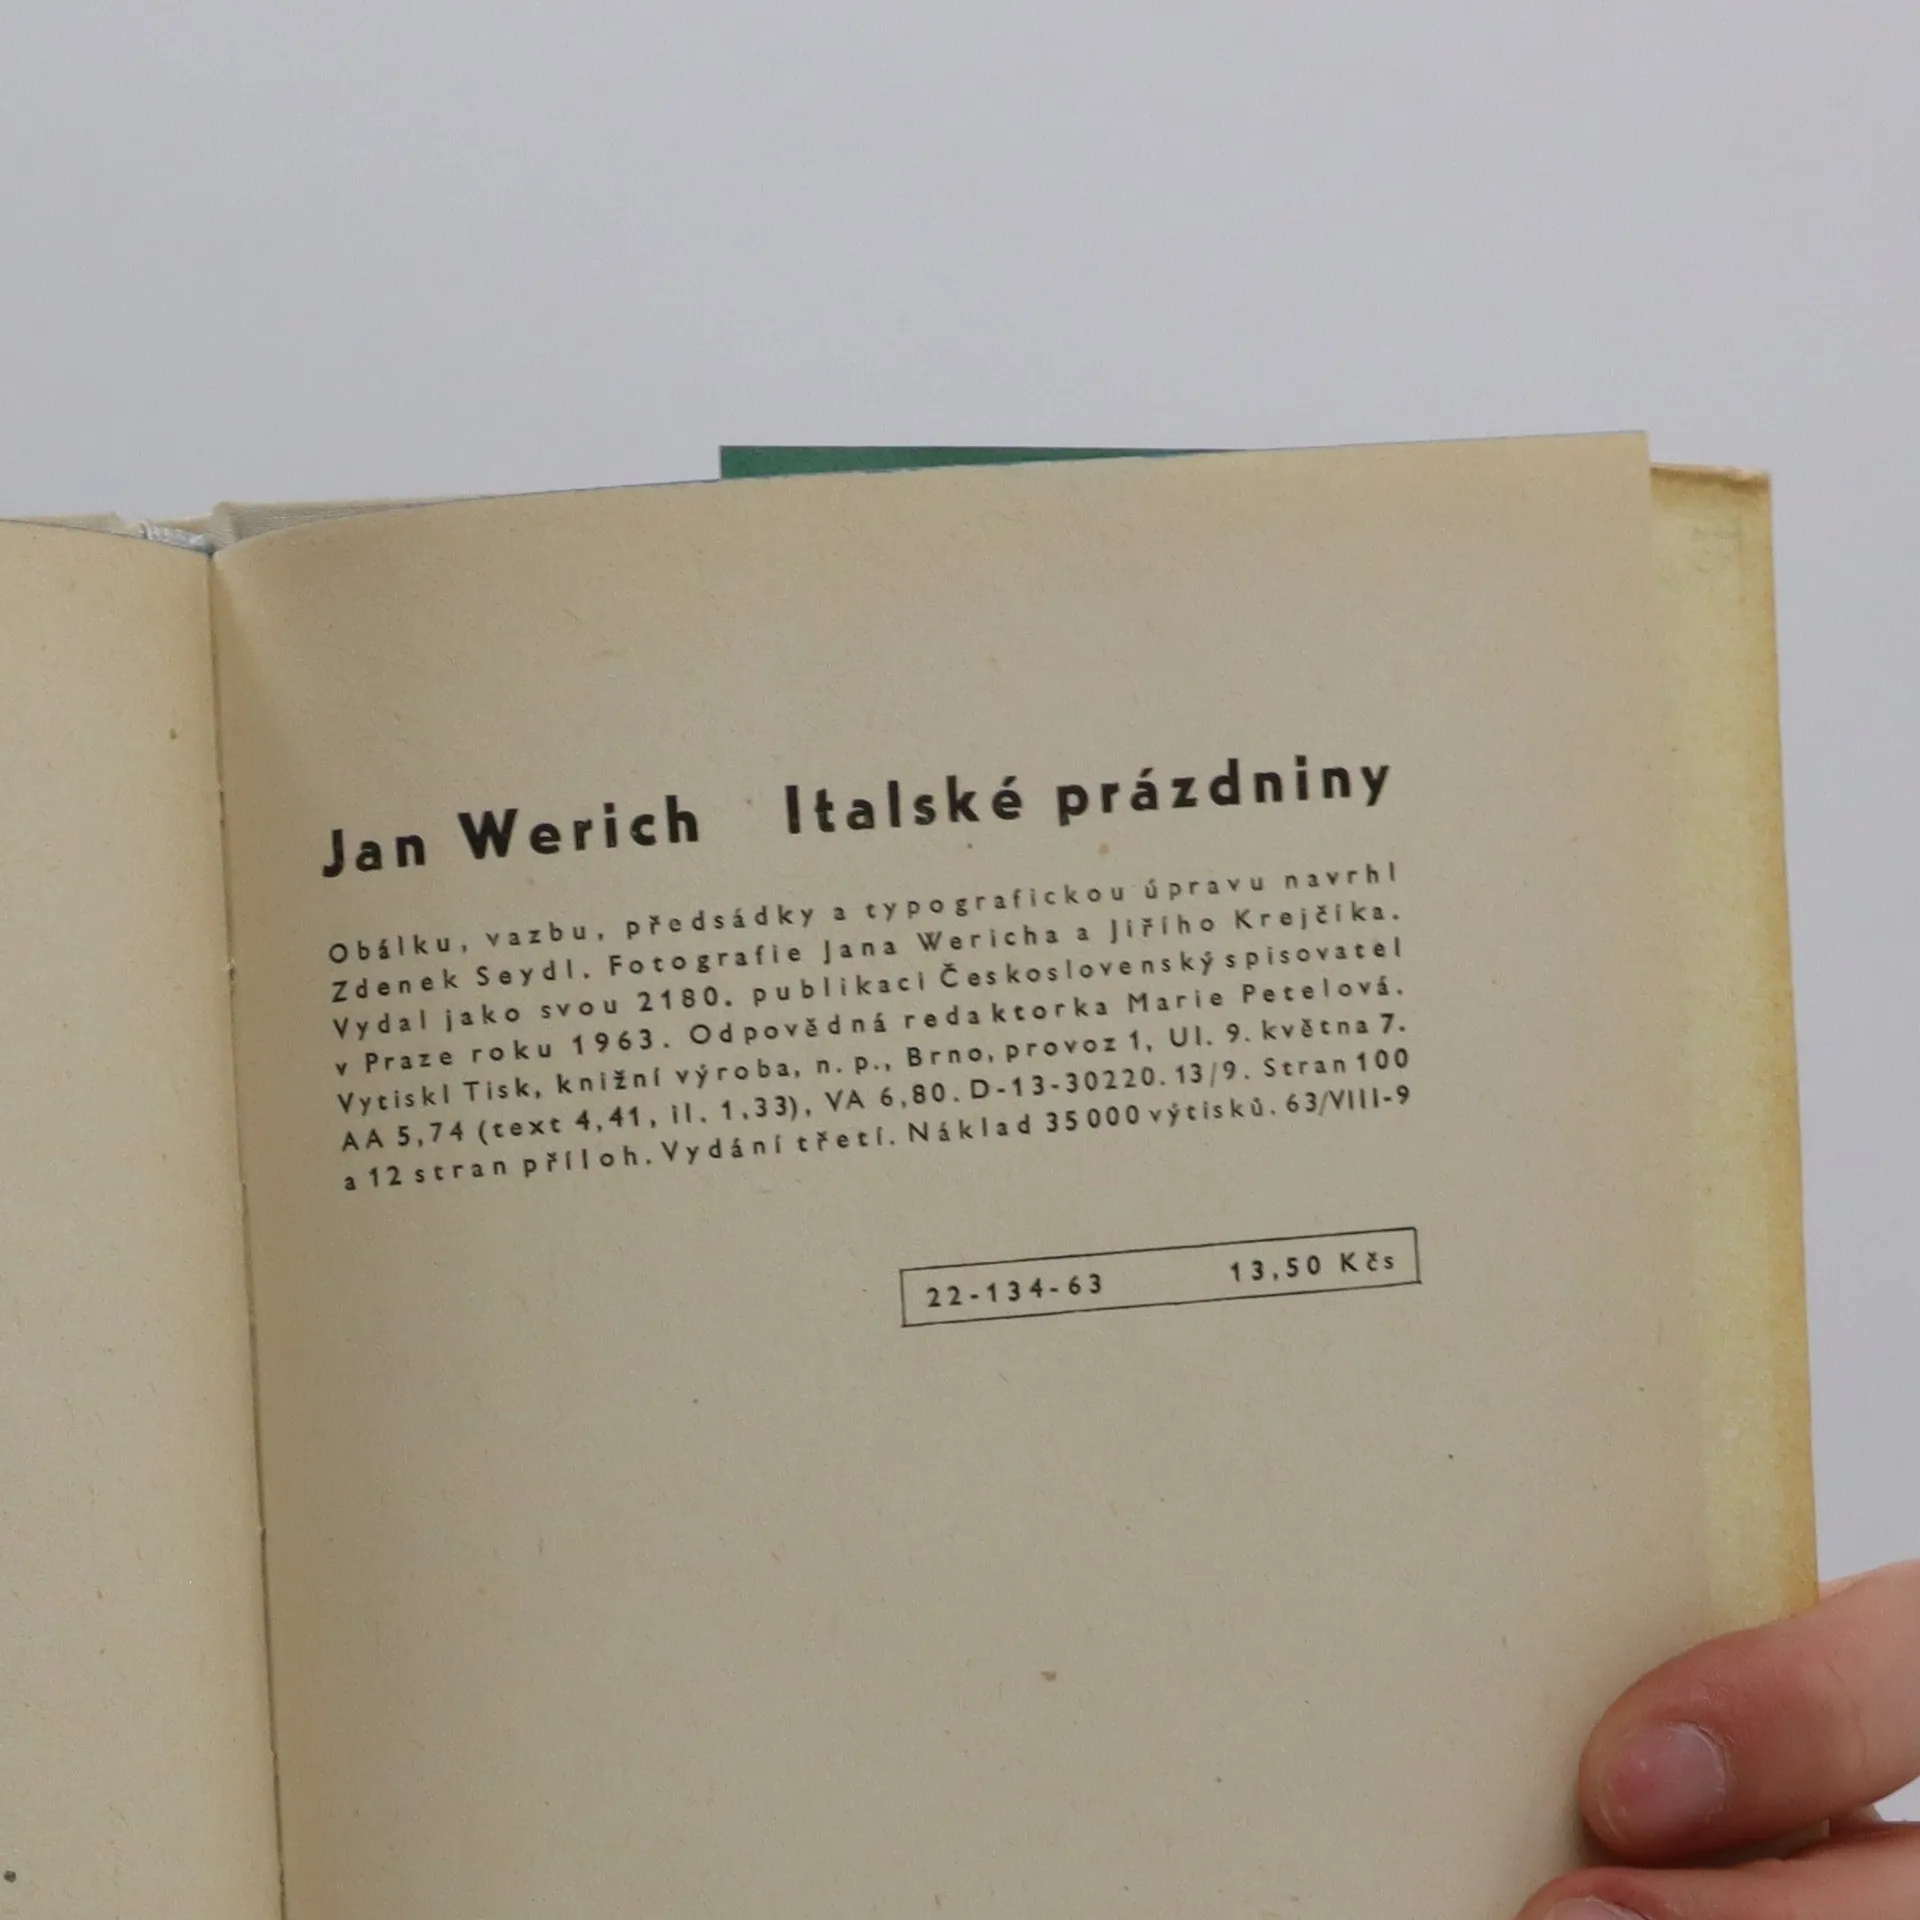 Jan Werich Italské prázdniny
Obálku, vazbu, předsádky a typografickou úpravu navrhl
Zdenek Seydl. Fotografie Jana Wericha a Jiřího Krejčíka.
Vydal jako svou 2180. publikaci Československý spisovatel
v Praze roku 1963. Odpovědná redaktorka Marie Petelová.
Vytiskl Tisk, knižní výroba, n. p., Brno, provoz 1, Ul. 9. května 7.
AA 5,74 (text 4,41, il. 1,33), VA 6,80. D-13-30220. 13/9. Stran 100
a 12 stran příloh. Vydání třetí. Náklad 35 000 výtisků. 63/VIII-9
22-134-63 13,50 Kčs